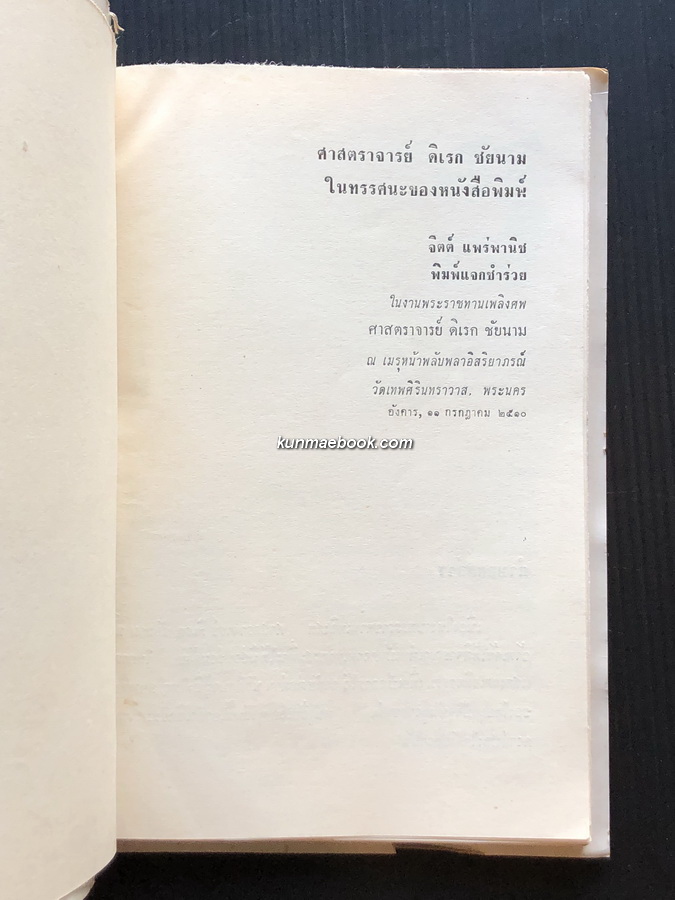 ศาสตราจารย์ ดิเรก ชัยนาม
ในทรรศนะของหนังสือพิมพ์
จิตต์ แพร่พานิช
พิมพ์แจกชำร่วย
ในงานพระราชทานเพลิงศพ
ศาสตราจารย์ ดิเรก ชัยนาม
ณ เมรุหน้าพลับพลาอิสริยาภรณ์
วัดเทพศิรินทราวาส. พระนคร
อังคาร, ๑๑ กรกฎาคม ๒๕๑๐
kunmaebook.com